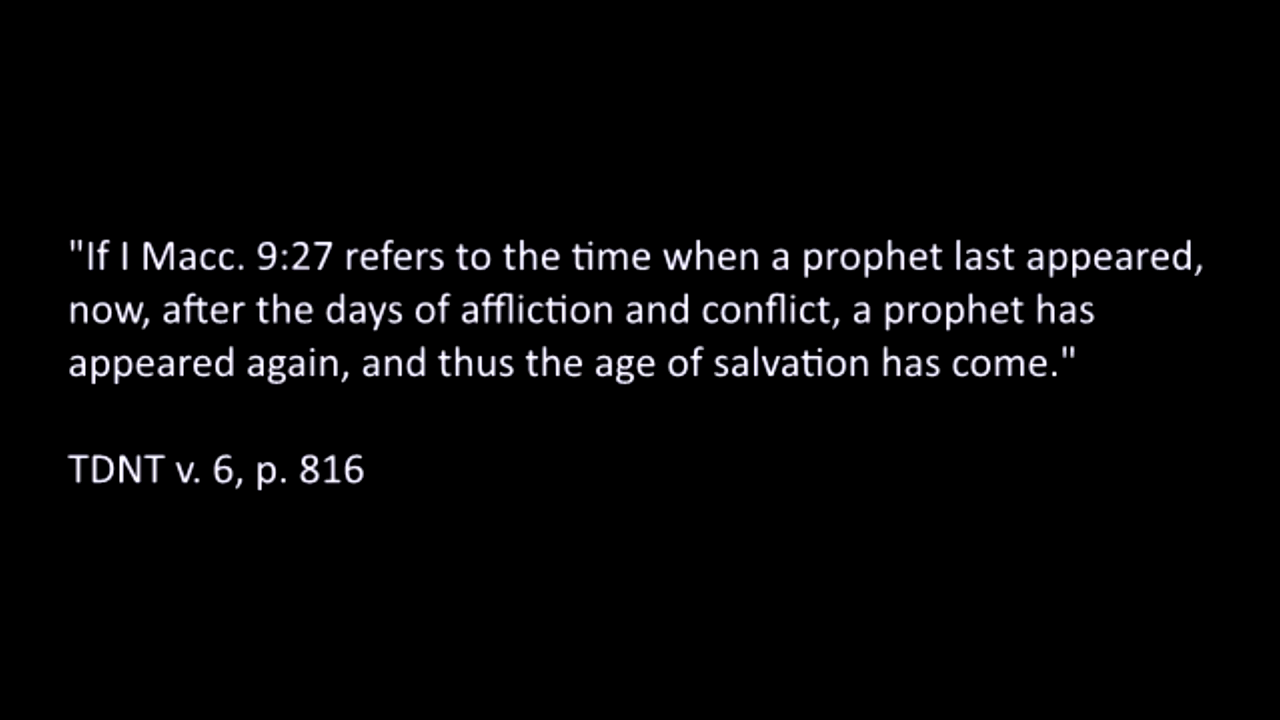 "If I Macc. 9:27 refers to the time when a prophet last appeared,
now, after the days of affliction and conflict, a prophet has
appeared again, and thus the age of salvation has come."
TDNT v. 6, p. 816